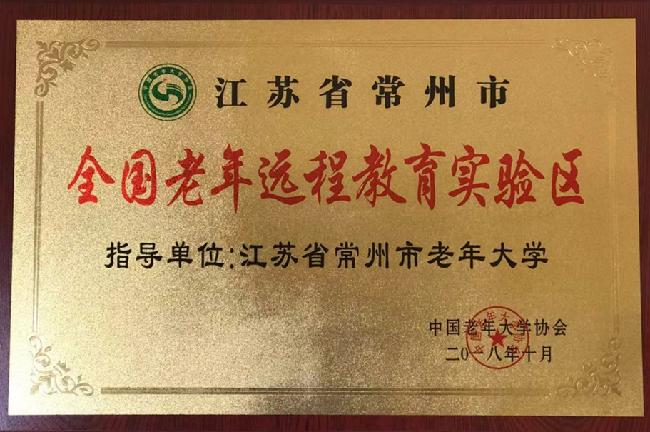 江苏省常州市
全国老年远程教育实验区
指导单位:江苏省常州市老年大学
中国老年大学协会
二〇一八年十月